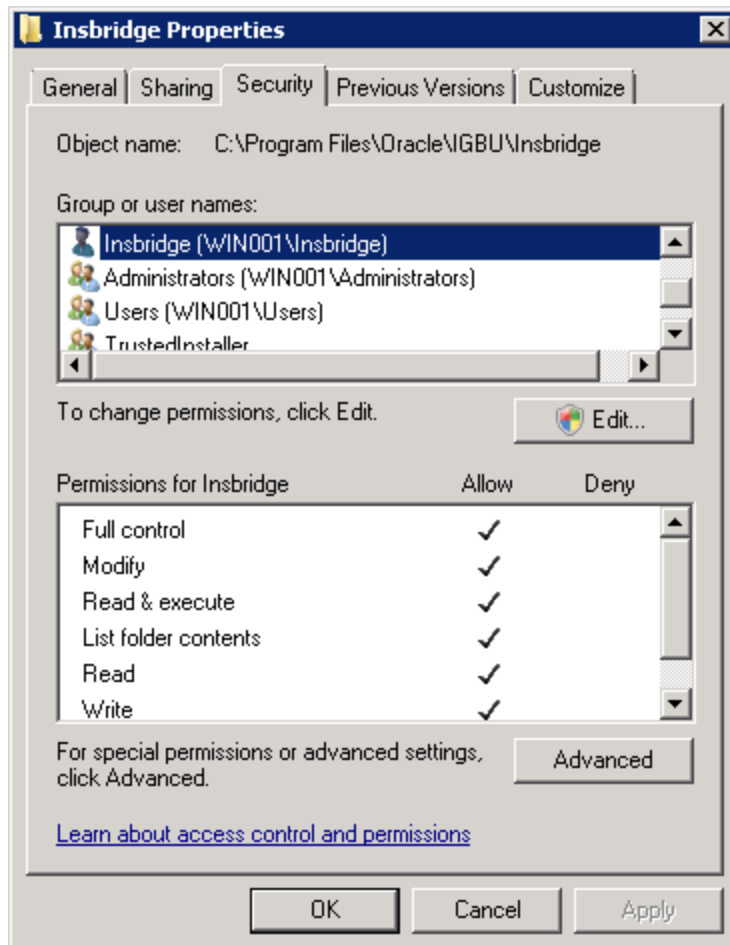 Insbridge Properties
General Sharing Security Previous Versions Customize
Object name: C:\Program Files\Oracle\IGBU\Insbridge
Group or user names:
Insbridge (WIN001\Insbridge)
Administrators (WIN001\Administrators)
Users (WIN001\Users)
TrustedInstaller
To change permissions, click Edit.
Edit...
Permissions for Insbridge Allow Deny
Full control
Modify
Read & execute
List folder contents
Read
Write
For special permissions or advanced settings,
click Advanced.
Advanced
Learn about access control and permissions
OK Cancel Apply